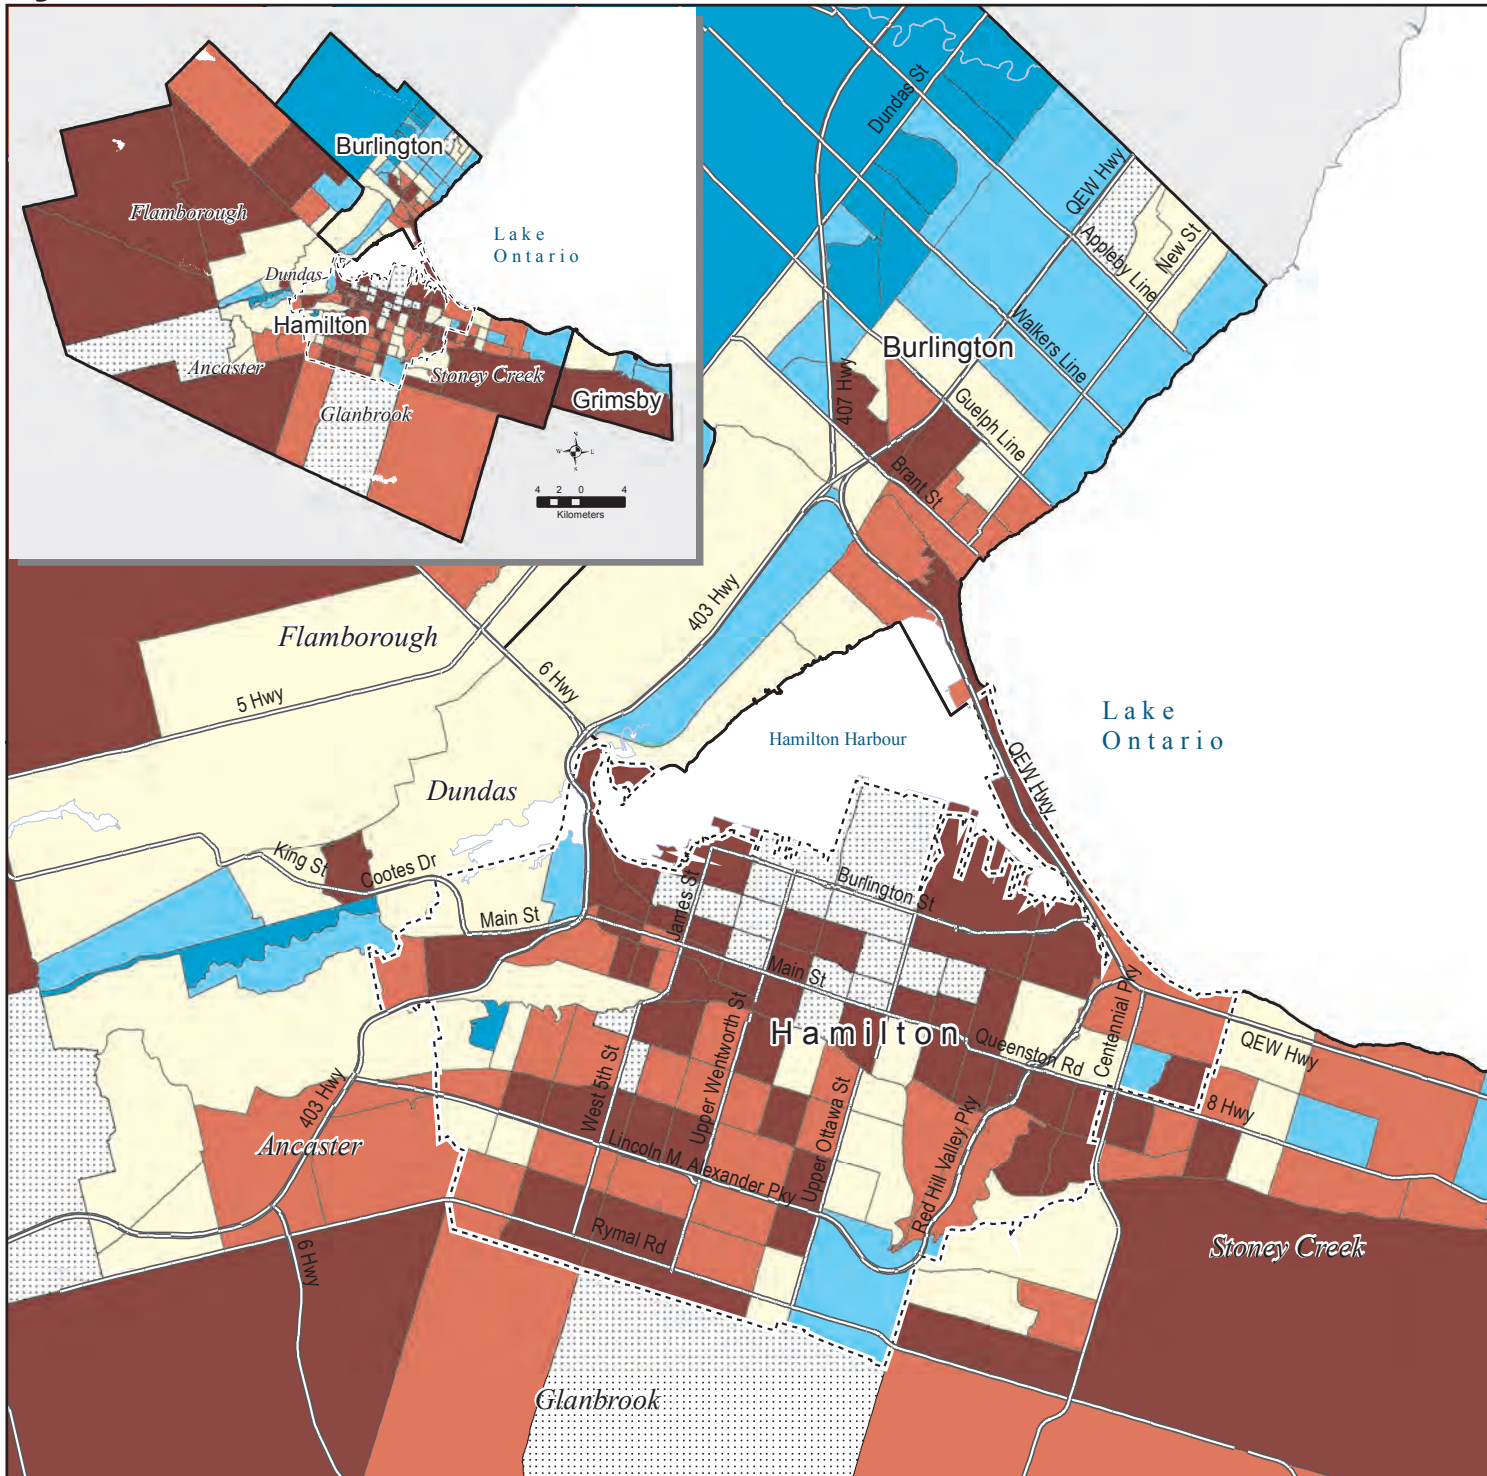 Burlington
Flamborough
Lake
Ontario
Dundas
Hamilton
Ancaster
Stoney Creek
Glanbrook
Grimsby
N
W E
S
4 2 0 4
Kilometers
Dundas St
QEW Hwy
Appleby Line
New St
Walkers Line
Burlington
407 Hwy
Guelph Line
Brant St
403 Hwy
Flamborough
6 Hwy
5 Hwy
Lake
Ontario
Hamilton Harbour
QEW Hwy
Dundas
King St
Cootes Dr
Main St
James St
Burlington St
Main St
Hamilton
Queenston Rd
Centennial Pky
QEW Hwy
8 Hwy
West 5th St
Upper Wentworth St
Upper Ottawa St
Red Hill Valley Pky
Lincoln M. Alexander Pky
403 Hwy
Ancaster
Rymal Rd
6 Hwy
Stoney Creek
Glanbrook